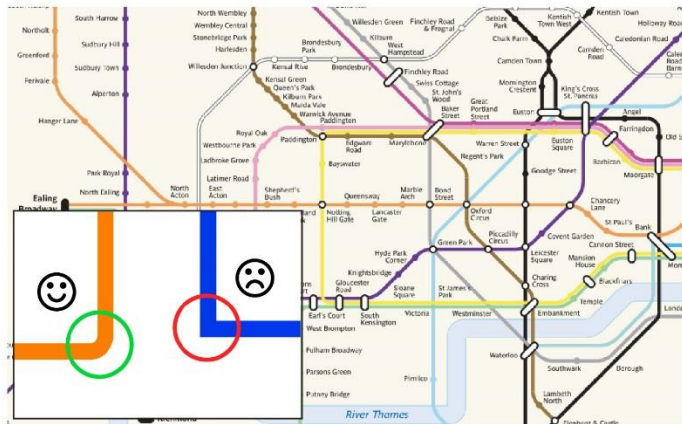 South Harrow
Sudbury Hill
Sudbury Town
Alperton
Northolt
Greenford
Perivale
Hanger Lane
Park Royal
North Ealing
Ealing
Broadway
North Wembley
Wembley Central
Stonebridge Park
Harlesden
Willesden Junction
Kensal Rise
Brondesbury
Park
Brondesbury
Willesden Green
Kilburn
West
Hampstead
Finchley Road
& Frognal
Finchley Road
Swiss Cottage
St. John's
Wood
Kensal Green
Queen's Park
Kilburn Park
Maida Vale
Warwick Avenue
Paddington
Royal Oak
Westbourne Park
Ladbroke Grove
Latimer Road
Paddington
Edgware
Road
Marylebone
Baker
Street
Great
Portland
Street
Bayswater
North
Acton
East
Acton
Shepherd's
Bush
Notting
Hill Gate
Queensway
Lancaster
Gate
Marble
Arch
Bond
Street
Oxford
Circus
Regent's Park
Warren Street
Goodge Street
Belsize
Park
Chalk Farm
Camden Town
Mornington
Crescent
Euston
Kentish
Town West
Kentish Town
Camden
Road
Caledonian Road
Holloway Road
King's Cross
St. Pancras
Euston
Square
Angel
Farringdon
Barbican
Moorgate
Chancery
Lane
St Paul's
Bank
Cannon Street
Mansion
House
Blackfriars
Temple
Covent Garden
Leicester
Square
Piccadilly
Circus
Green Park
Hyde Park
Corner
Knightsbridge
Gloucester
Road
Sloane
Square
St James's
Park
Charing
Cross
Embankment
Earl's Court
South
Kensington
Victoria
Westminster
West Brompton
Fulham Broadway
Parsons Green
Putney Bridge
Pimlico
Waterloo
Southwark
Borough
Lambeth
North
River Thames